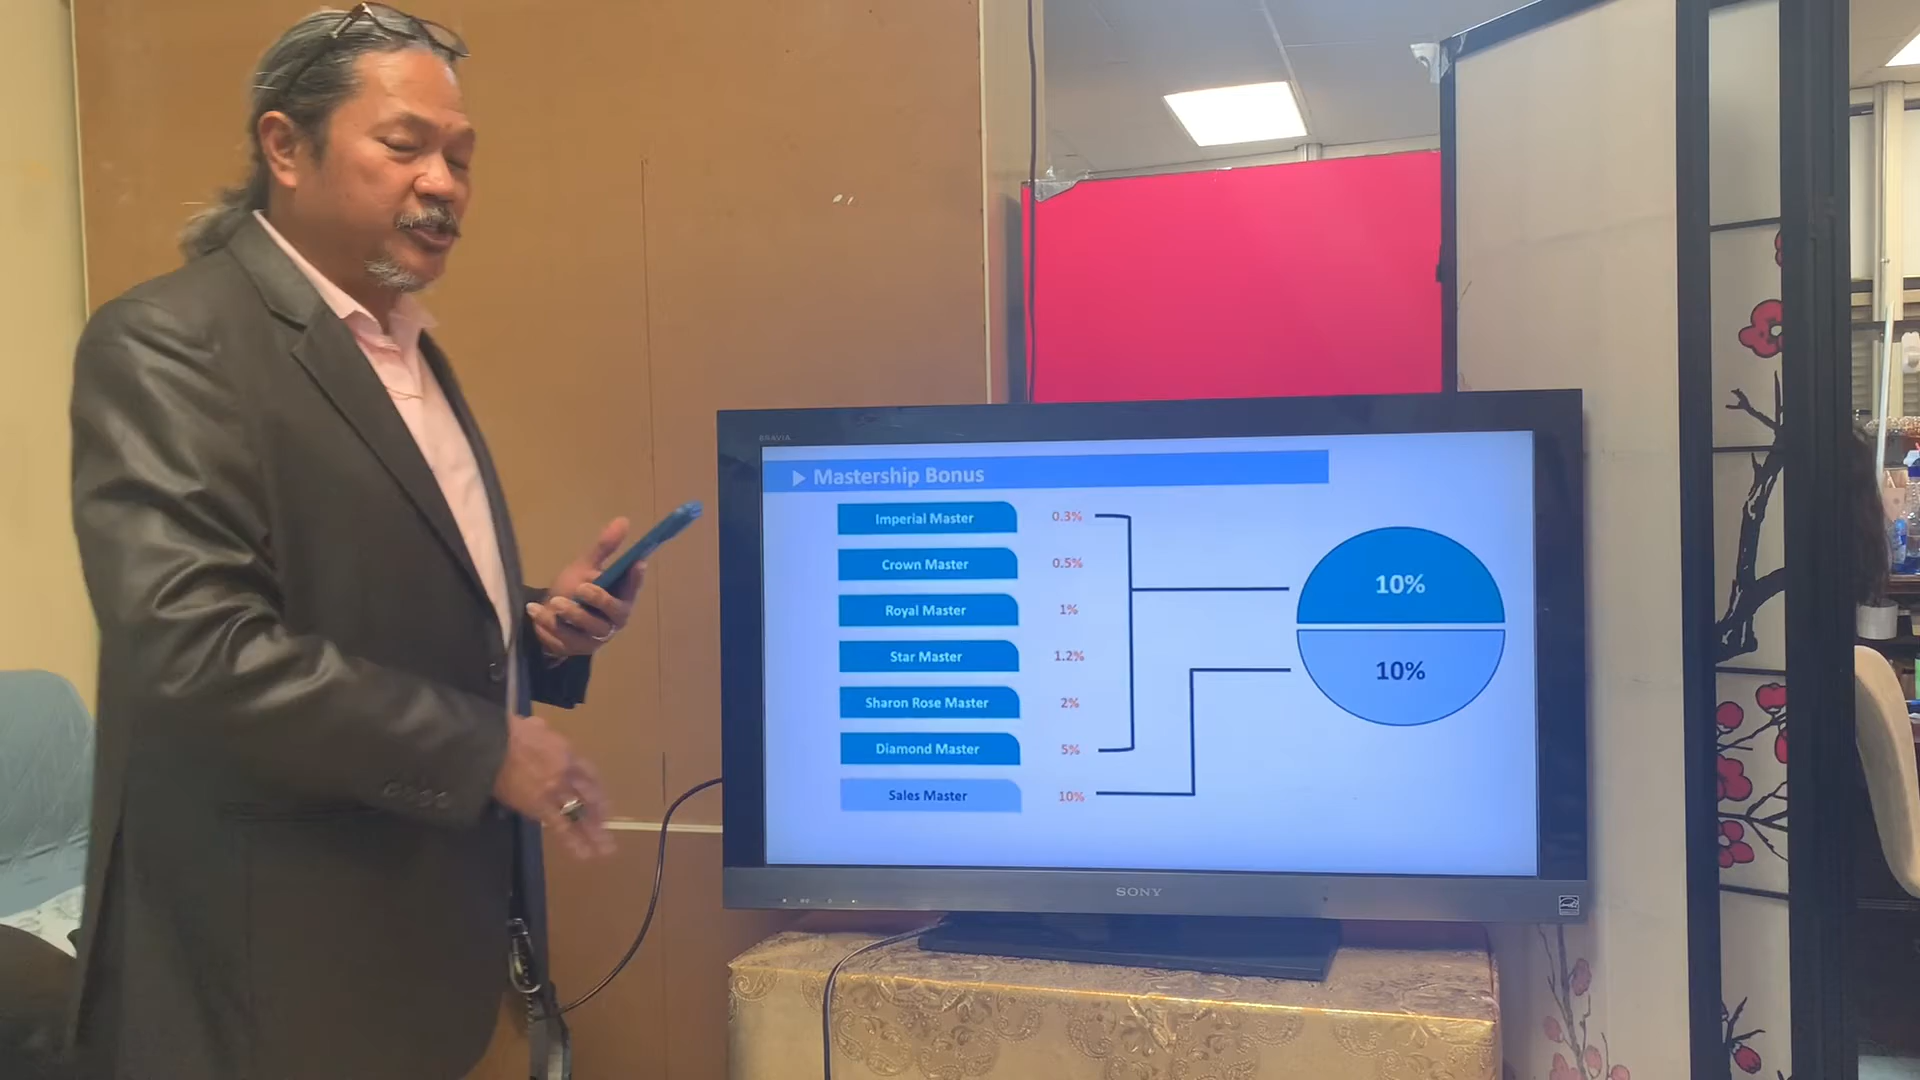 BRAVIA
Mastership Bonus
Imperial Master 0.3%
Crown Master 0.5%
Royal Master 1%
Star Master 1.2%
Sharon Rose Master 2%
Diamond Master 5%
Sales Master 10%
10%
10%
SONY